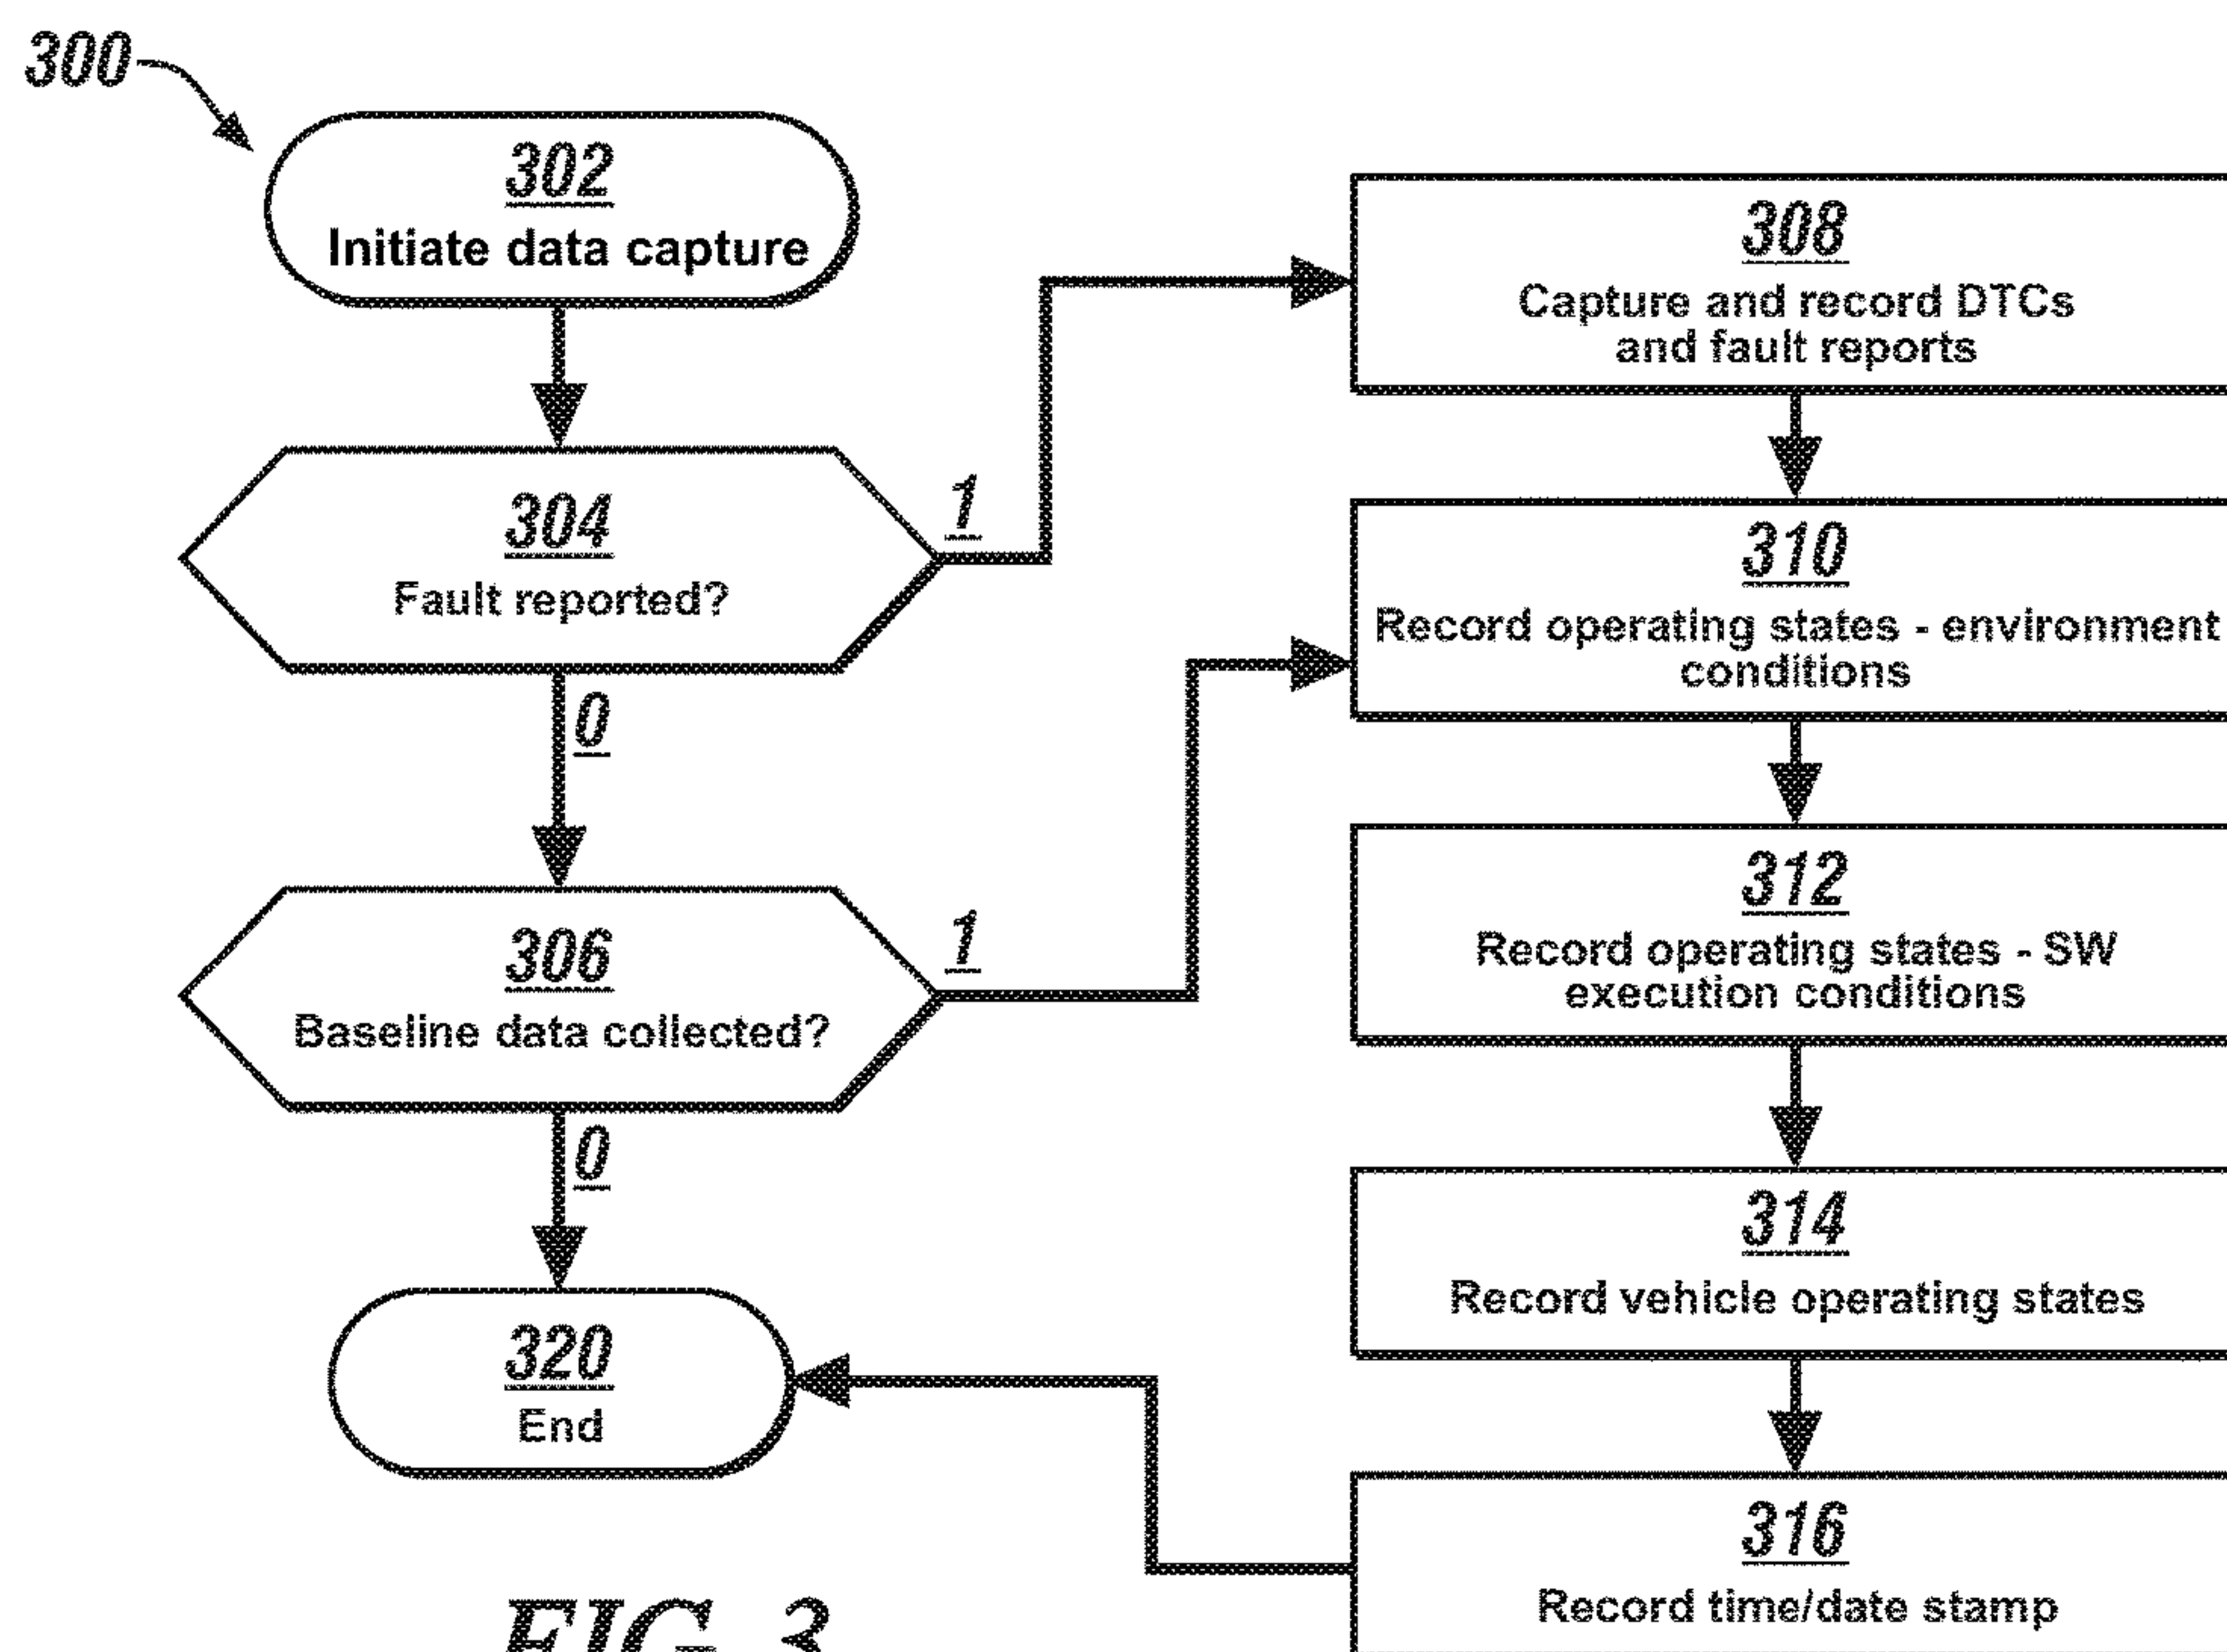 300
302
Initiate data capture
304
Fault reported?
1
0
306
Baseline data collected?
1
0
320
End
308
Capture and record DTCs
and fault reports
310
Record operating states - environment
conditions
312
Record operating states - SW
execution conditions
314
Record vehicle operating states
316
Record time/date stamp
FIG. 3